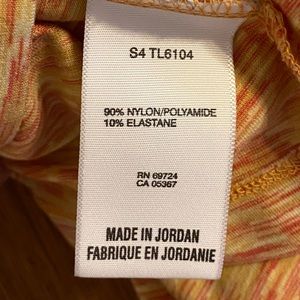 S4 TL6104
90% NYLON/POLYAMIDE
10% ELASTANE
RN 69724
CA 05367
MADE IN JORDAN
FABRIQUE EN JORDANIE